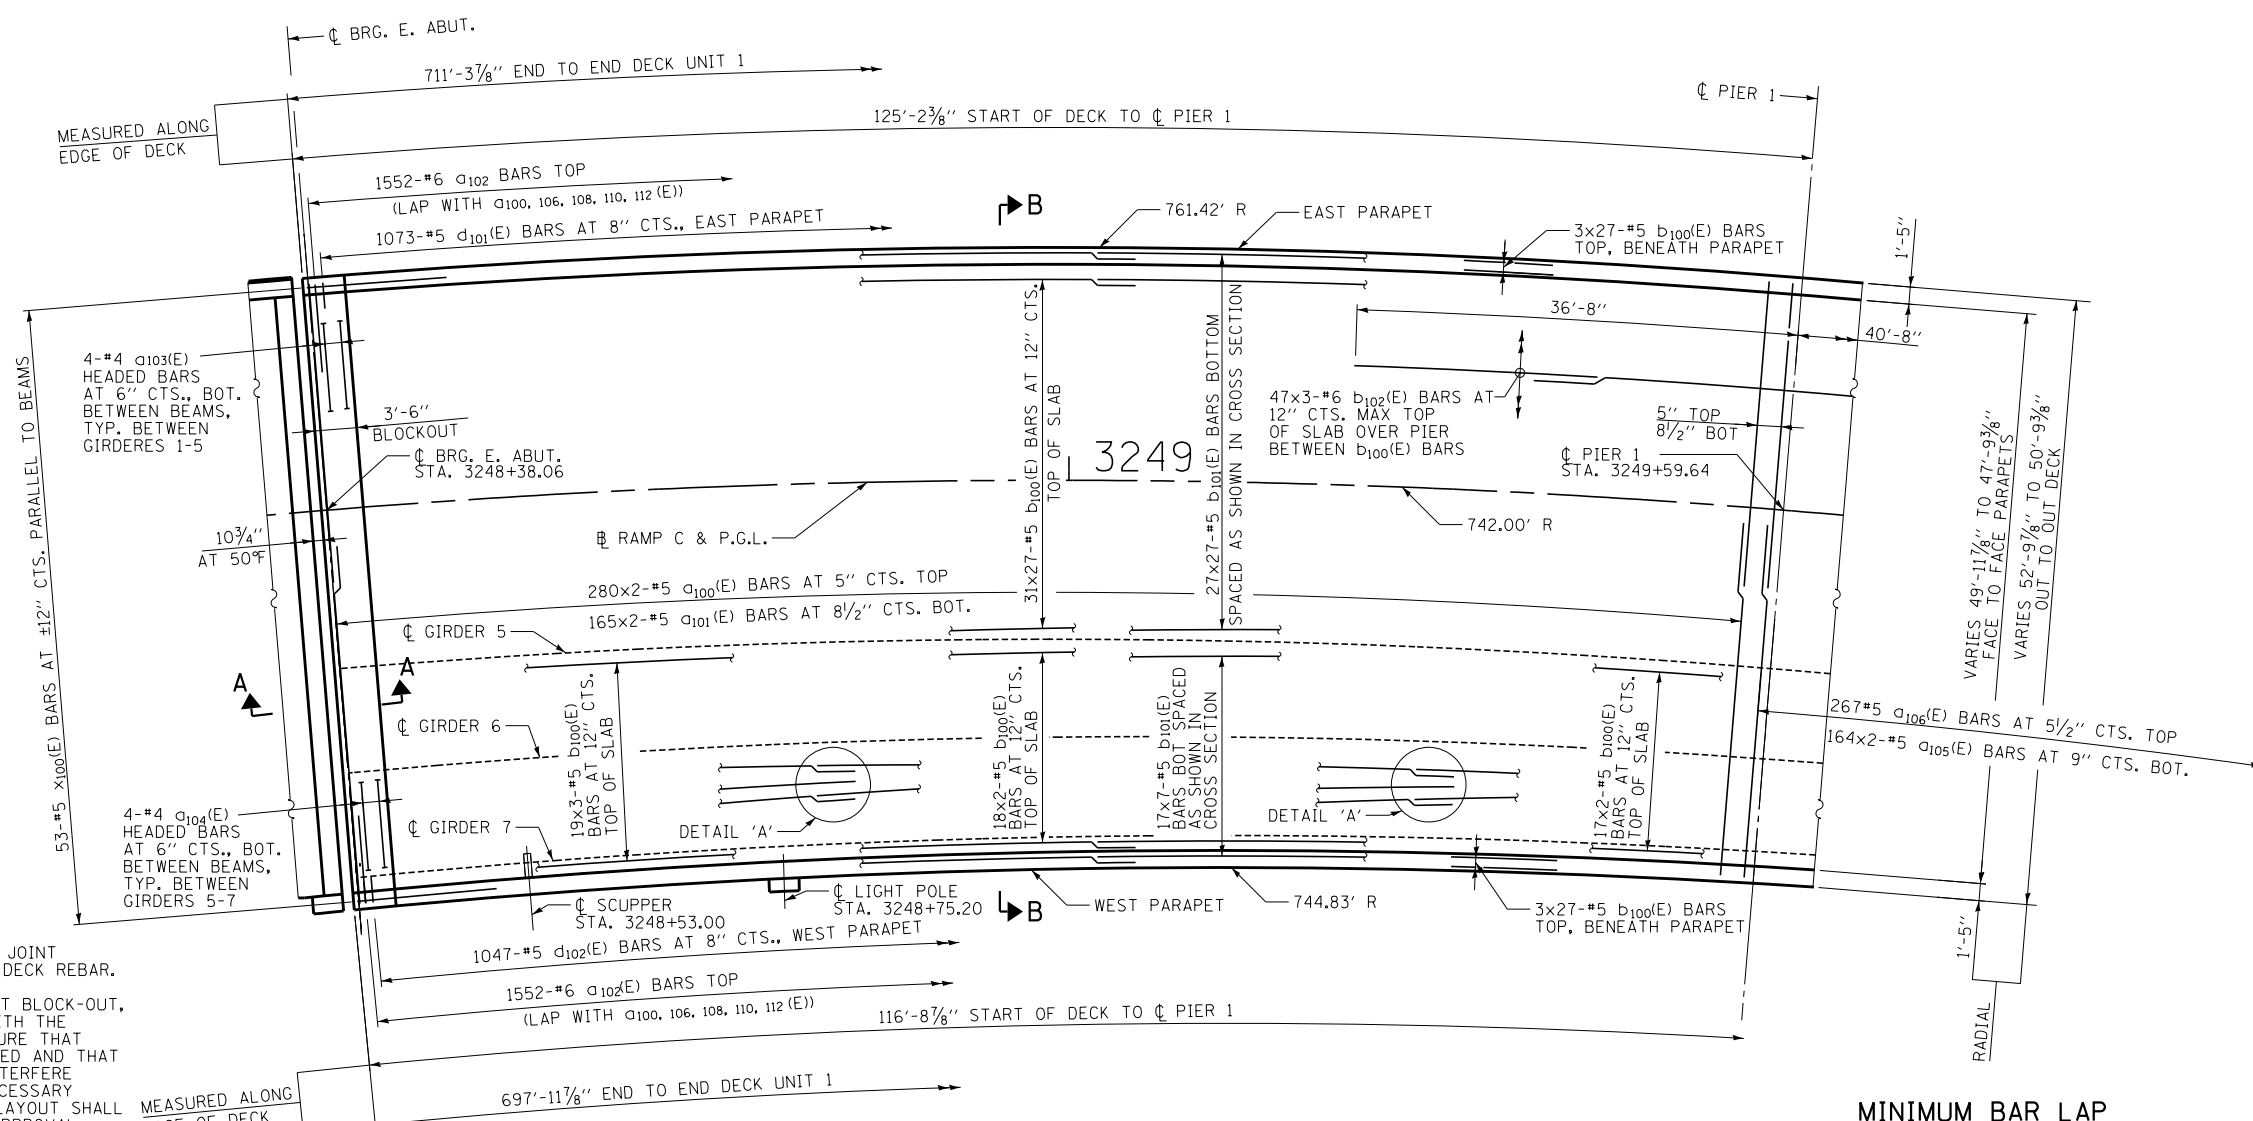 ℄ BRG. E. ABUT.
711'-3⅞" END TO END DECK UNIT 1
℄ PIER 1
125'-2⅜" START OF DECK TO ℄ PIER 1
MEASURED ALONG
EDGE OF DECK
1552-#6 a102 BARS TOP
(LAP WITH a100, 106, 108, 110, 112 (E))
1073-#5 d101(E) BARS AT 8" CTS., EAST PARAPET
B
761.42' R
EAST PARAPET
3x27-#5 b100(E) BARS
TOP, BENEATH PARAPET
1'-5"
36'-8"
40'-8"
53-#5 x100(E) BARS AT ±12" CTS. PARALLEL TO BEAMS
4-#4 a103(E)
HEADED BARS
AT 6" CTS., BOT.
BETWEEN BEAMS,
TYP. BETWEEN
GIRDERES 1-5
3'-6"
BLOCKOUT
31x27-#5 b100(E) BARS AT 12" CTS.
TOP OF SLAB
27x27-#5 b101(E) BARS BOTTOM
SPACED AS SHOWN IN CROSS SECTION
47x3-#6 b102(E) BARS AT
12" CTS. MAX TOP
OF SLAB OVER PIER
BETWEEN b100(E) BARS
5" TOP
8½" BOT
℄ BRG. E. ABUT.
STA. 3248+38.06
3249
℄ PIER 1
STA. 3249+59.64
VARIES 49'-11⅞" TO 47'-9⅜"
FACE TO FACE PARAPETS
VARIES 52'-9⅞" TO 50'-9⅜"
OUT TO OUT DECK
10¾"
AT 50°F
℄ RAMP C & P.G.L.
742.00' R
280x2-#5 a100(E) BARS AT 5" CTS. TOP
165x2-#5 a101(E) BARS AT 8½" CTS. BOT.
℄ GIRDER 5
A
A
℄ GIRDER 6
19x3-#5 b100(E)
BARS AT 12" CTS.
TOP OF SLAB
18x2-#5 b100(E)
BARS AT 12" CTS.
TOP OF SLAB
17x7-#5 b101(E)
BARS BOT SPACED
AS SHOWN IN
CROSS SECTION
17x2-#5 b100(E)
BARS AT 12" CTS.
TOP OF SLAB
267#5 a106(E) BARS AT 5½" CTS. TOP
164x2-#5 a105(E) BARS AT 9" CTS. BOT.
4-#4 a104(E)
HEADED BARS
AT 6" CTS., BOT.
BETWEEN BEAMS,
TYP. BETWEEN
GIRDERS 5-7
℄ GIRDER 7
DETAIL 'A'
DETAIL 'A'
℄ SCUPPER
STA. 3248+53.00
℄ LIGHT POLE
STA. 3248+75.20
B
WEST PARAPET
744.83' R
3x27-#5 b100(E) BARS
TOP, BENEATH PARAPET
1'-5"
RADIAL
1047-#5 d102(E) BARS AT 8" CTS., WEST PARAPET
1552-#6 a102(E) BARS TOP
(LAP WITH a100, 106, 108, 110, 112 (E))
116'-8⅞" START OF DECK TO ℄ PIER 1
697'-11⅞" END TO END DECK UNIT 1
JOINT
DECK REBAR.
T BLOCK-OUT,
TH THE
URE THAT
ED AND THAT
TERFERE
CESSARY
LAYOUT SHALL
MEASURED ALONG
MINIMUM BAR LAP